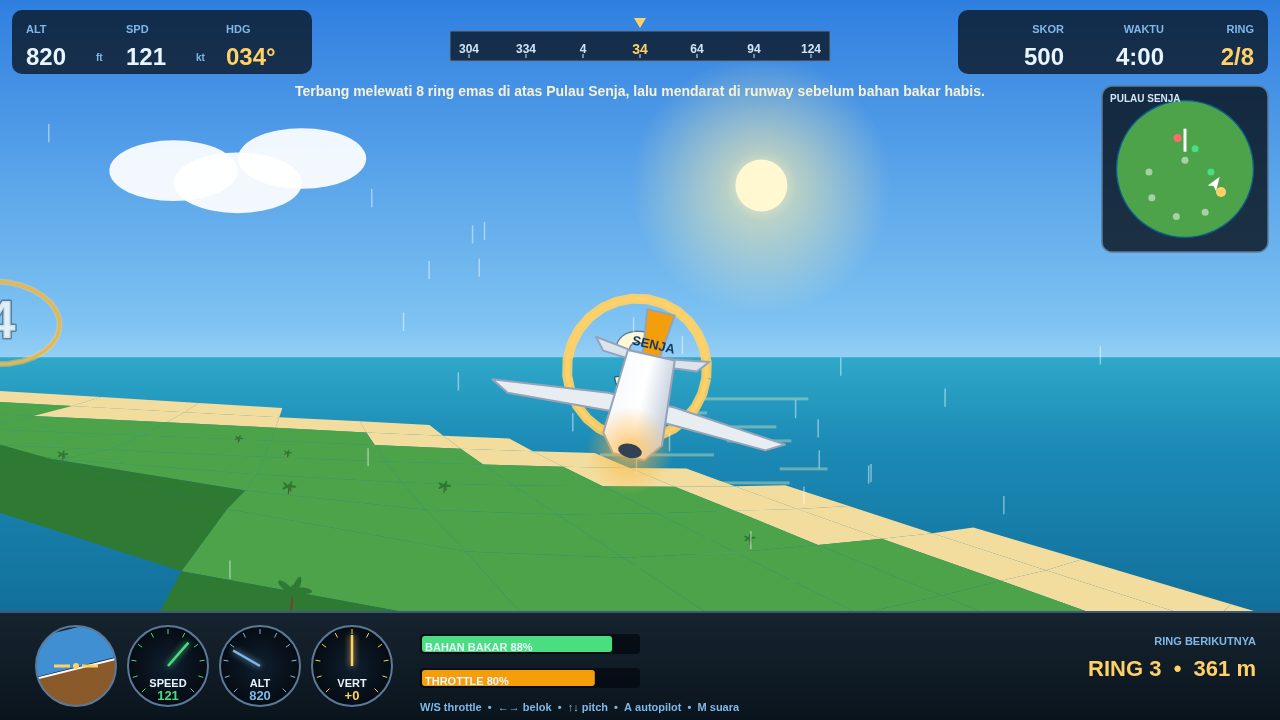 ALT SPD HDG
820 ft 121 kt 034°
304 334 4 34 64 94 124
SKOR WAKTU RING
500 4:00 2/8
Terbang melewati 8 ring emas di atas Pulau Senja, lalu mendarat di runway sebelum bahan bakar habis.
PULAU SENJA
4
SENJA
SPEED
121
ALT
820
VERT
+0
BAHAN BAKAR 88%
THROTTLE 80%
W/S throttle • ←→ belok • ↑↓ pitch • A autopilot • M suara
RING BERIKUTNYA
RING 3 • 361 m